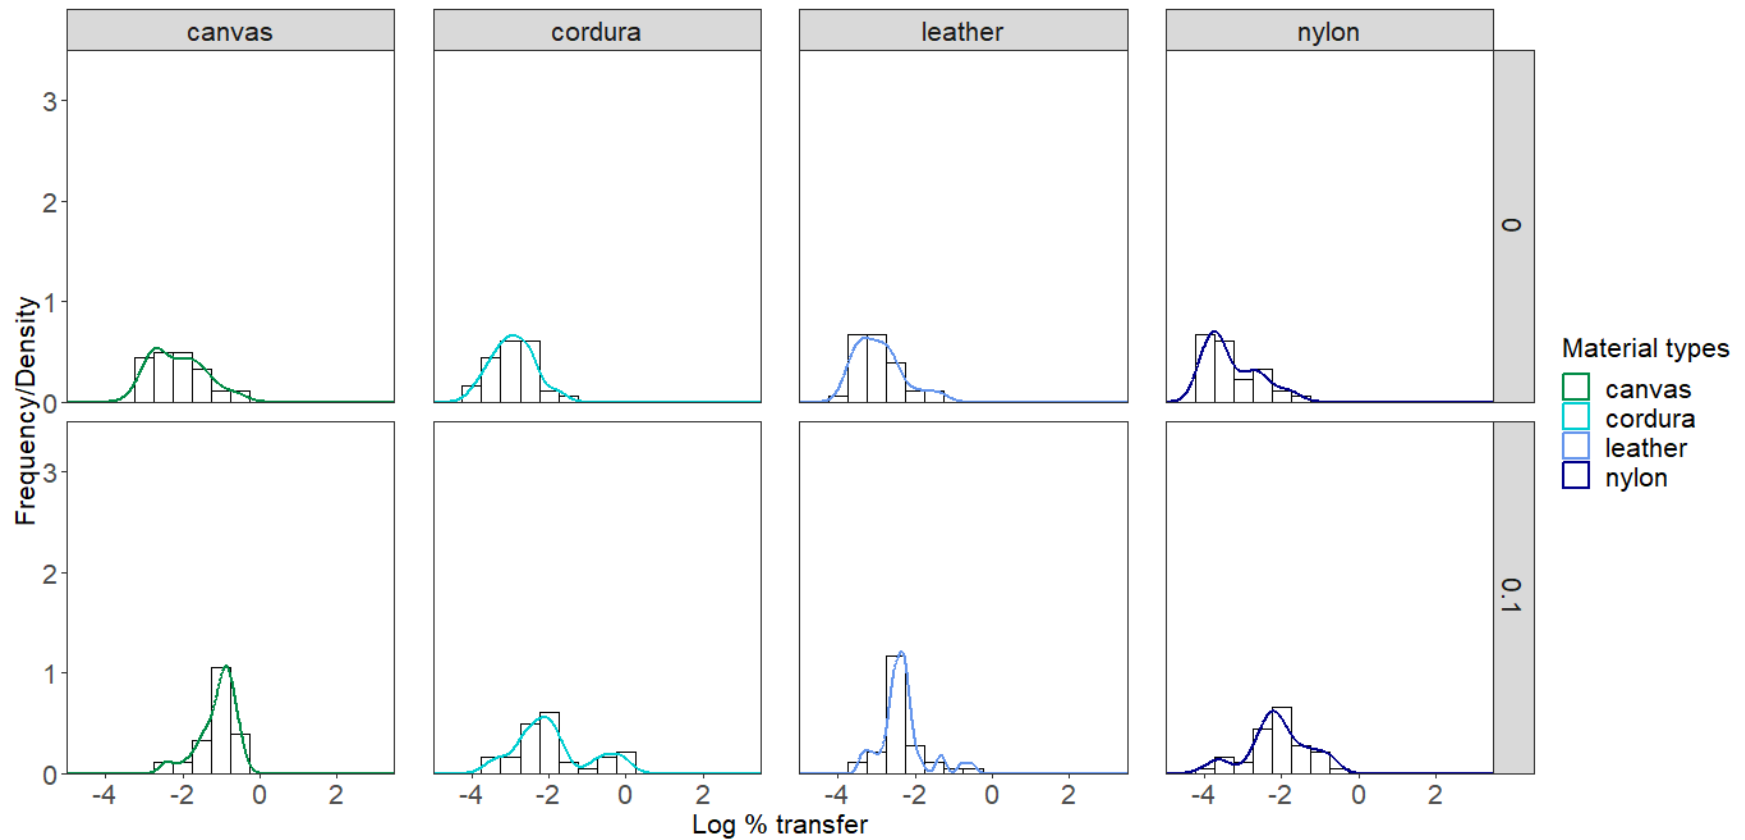 canvas cordura leather nylon
3
2
1
0
0
3
2
1
0
0.1
-4 -2 0 2 -4 -2 0 2 -4 -2 0 2 -4 -2 0 2
Log % transfer
Frequency/Density
Material types
canvas
cordura
leather
nylon